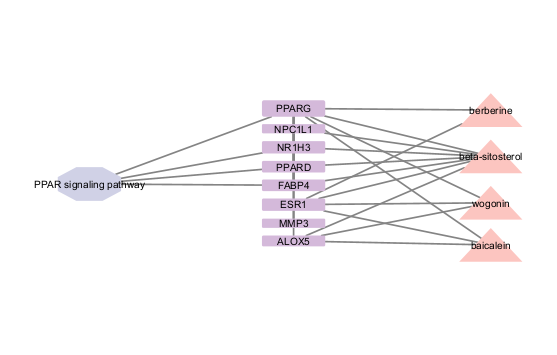 PPARG
NPC1L1
NR1H3
PPARD
FABP4
ESR1
MMP3
ALOX5
PPAR signaling pathway
berberine
beta-sitosterol
wogonin
baicalein